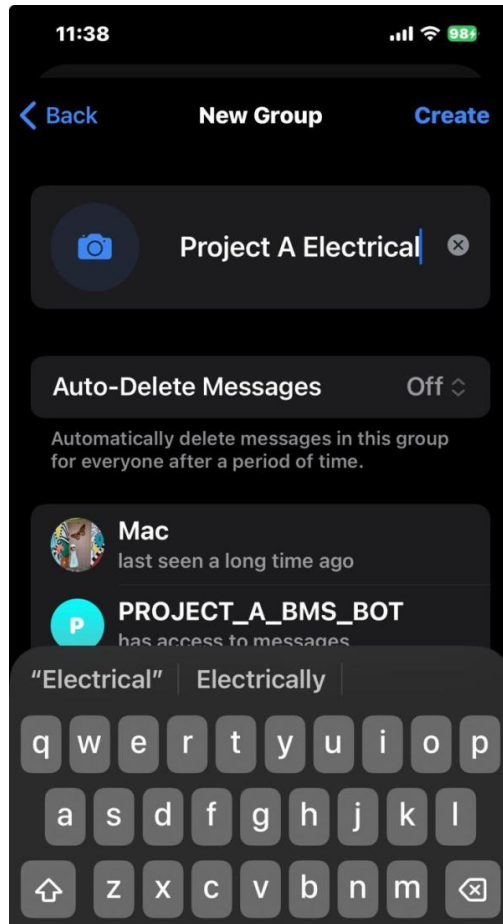 11:38
98
Back
New Group
Create
Project A Electrical
Auto-Delete Messages
Off
Automatically delete messages in this group
for everyone after a period of time.
Mac
last seen a long time ago
P
PROJECT_A_BMS_BOT
has access to messages
“Electrical”
Electrically
q w e r t y u i o p
a s d f g h j k l
z x c v b n m